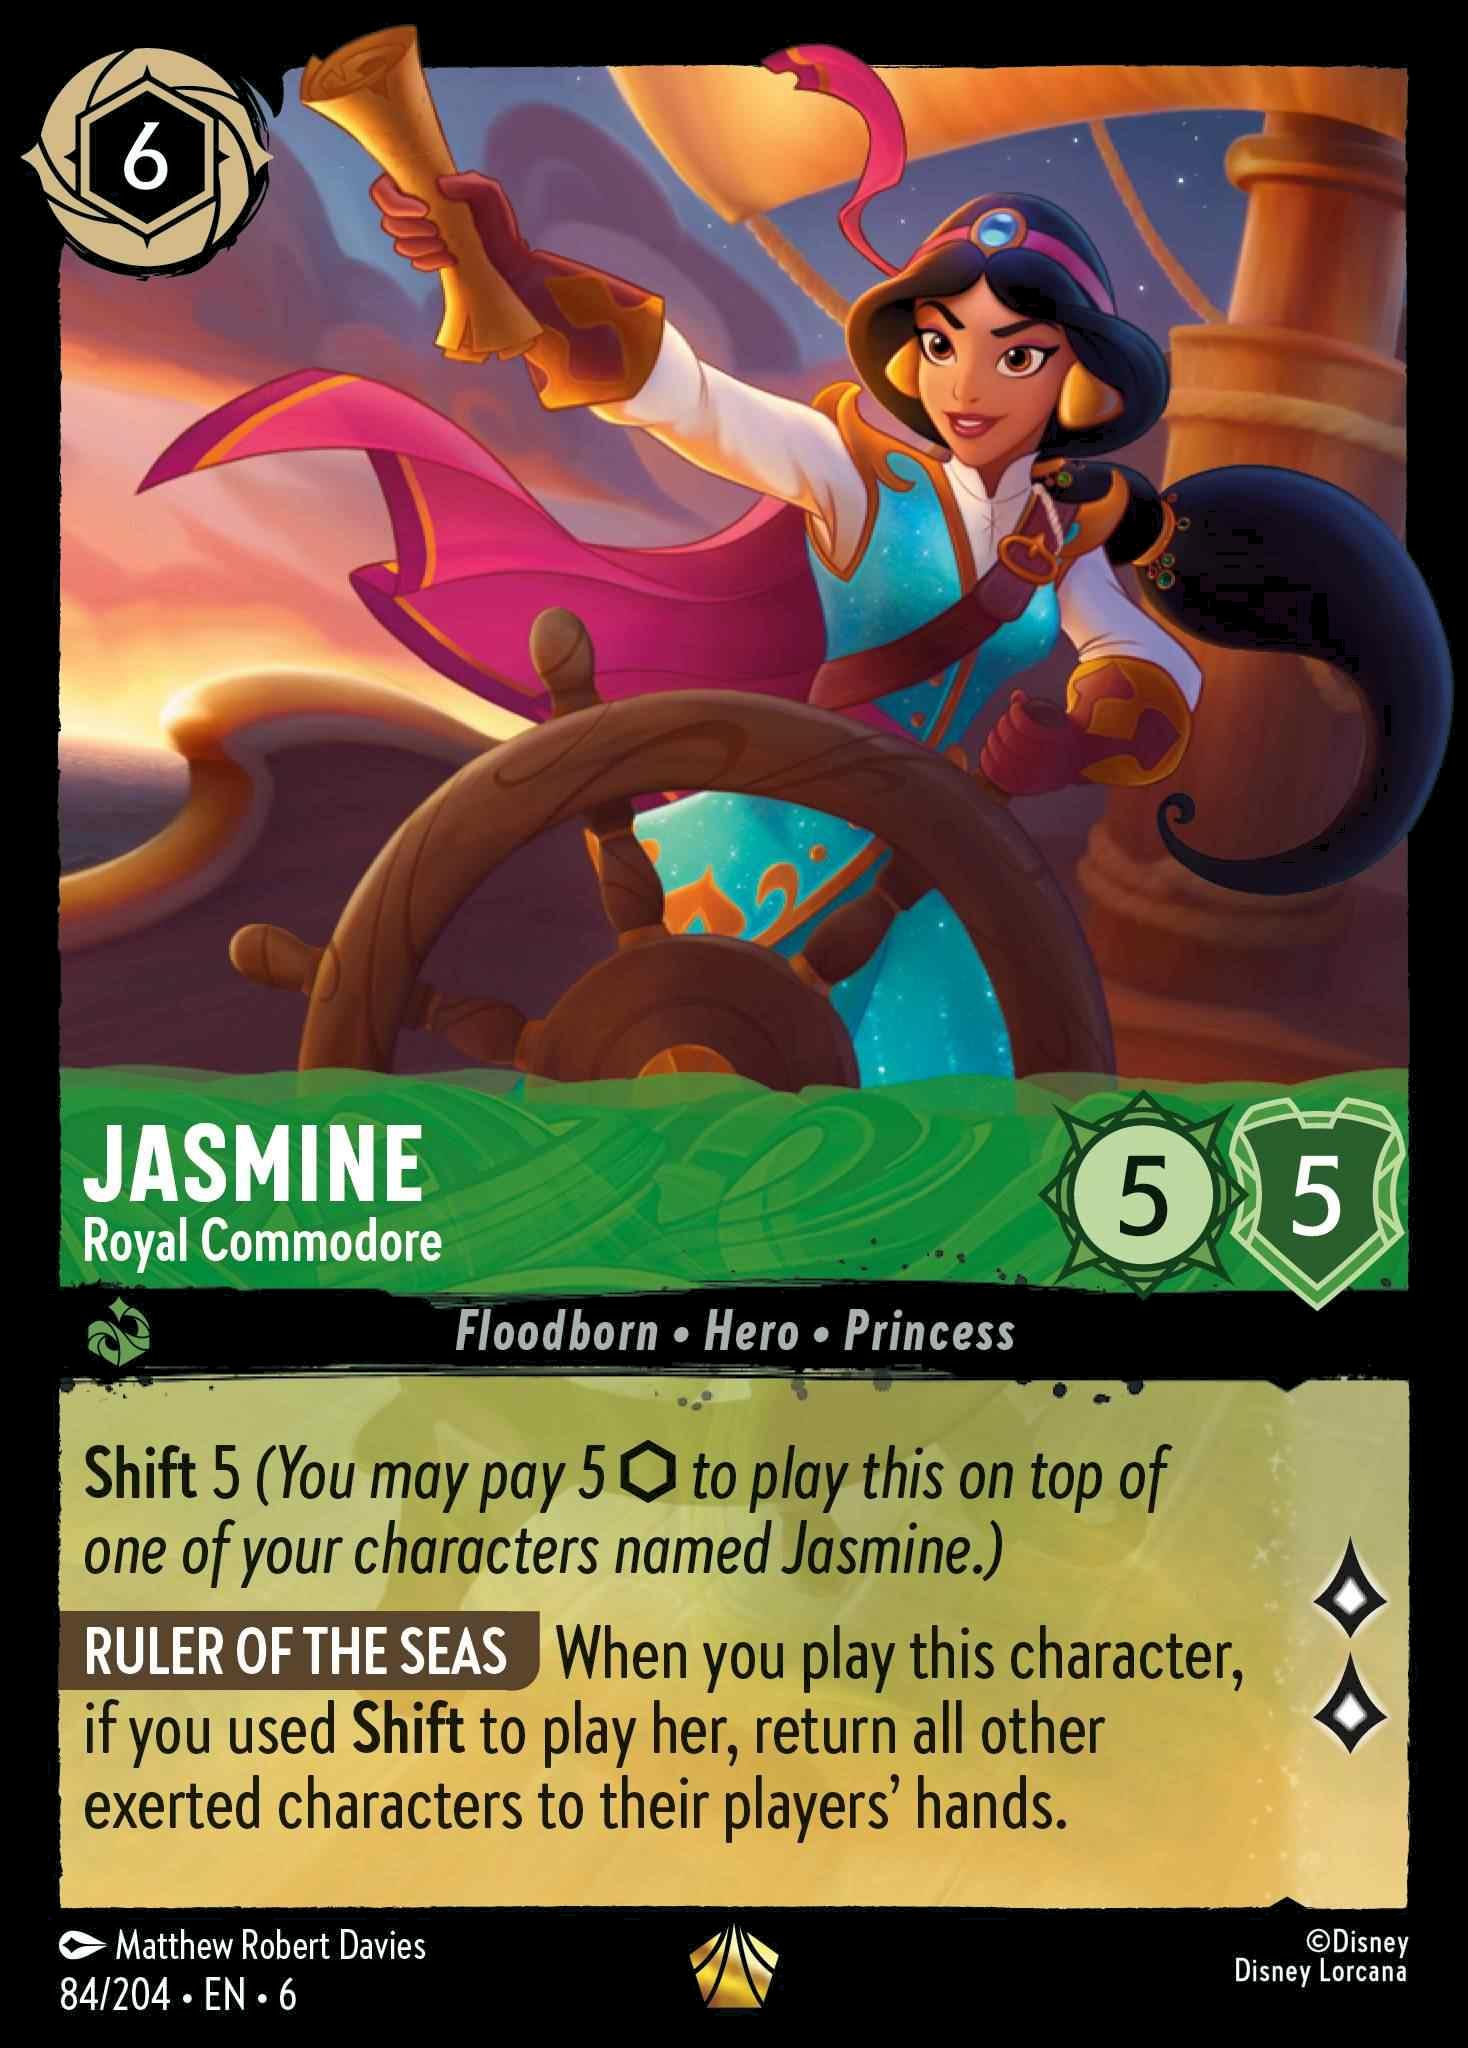 6
JASMINE
Royal Commodore
5 5
Floodborn • Hero • Princess
Shift 5 (You may pay 5 ⬡ to play this on top of
one of your characters named Jasmine.)
RULER OF THE SEAS When you play this character,
if you used Shift to play her, return all other
exerted characters to their players’ hands.
Matthew Robert Davies
84/204 • EN • 6
©Disney
Disney Lorcana